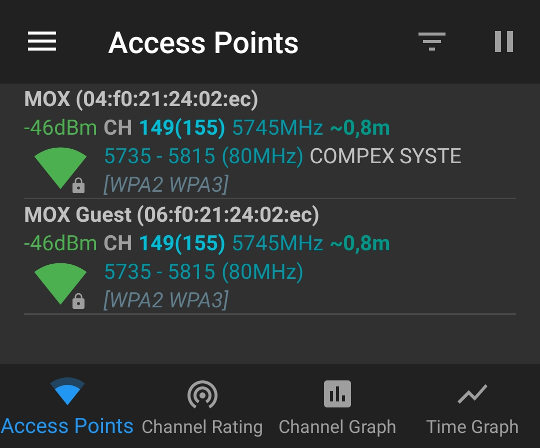 Access Points
MOX (04:f0:21:24:02:ec)
-46dBm CH 149(155) 5745MHz ~0,8m
5735 - 5815 (80MHz) COMPEX SYSTE
[WPA2 WPA3]
MOX Guest (06:f0:21:24:02:ec)
-46dBm CH 149(155) 5745MHz ~0,8m
5735 - 5815 (80MHz)
[WPA2 WPA3]
Access Points Channel Rating Channel Graph Time Graph